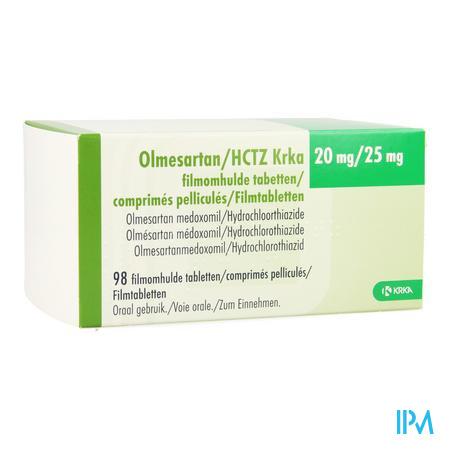 Olmesartan/HCTZ Krka
20 mg/25 mg
filmomhulde tabletten/
comprimés pelliculés/Filmtabletten
Olmesartan medoxomil/Hydrochloorthiazide
Olmésartan médoxomil/Hydrochlorothiazide
Olmesartanmedoxomil/Hydrochlorothiazid
98 filmomhulde tabletten/comprimés pelliculés/
Filmtabletten
Oraal gebruik./Voie orale./Zum Einnehmen.
KRKA
IPM